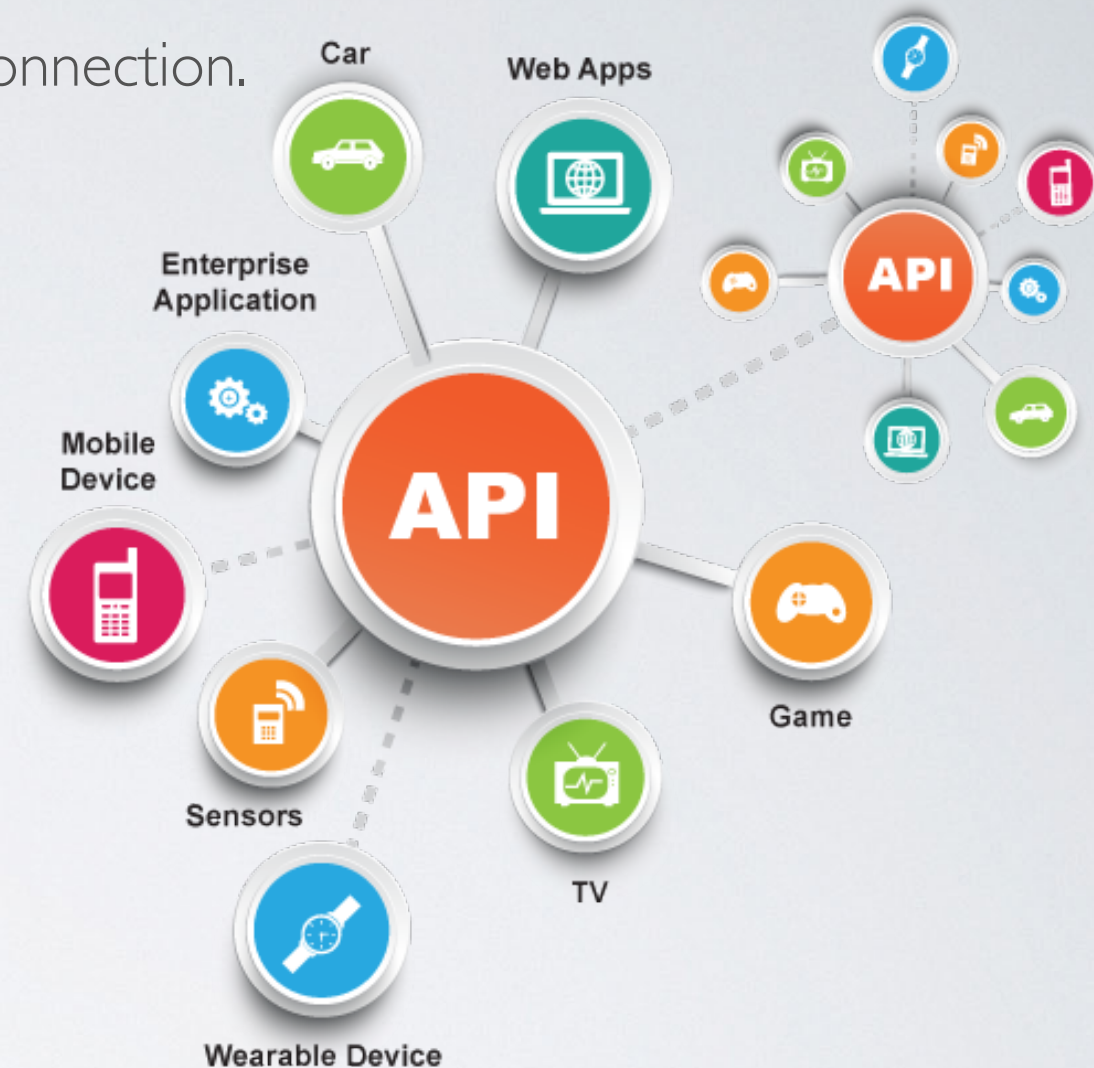 onnection.
Car
Web Apps
Enterprise
Application
API
Mobile
Device
API
Game
Sensors
TV
Wearable Device